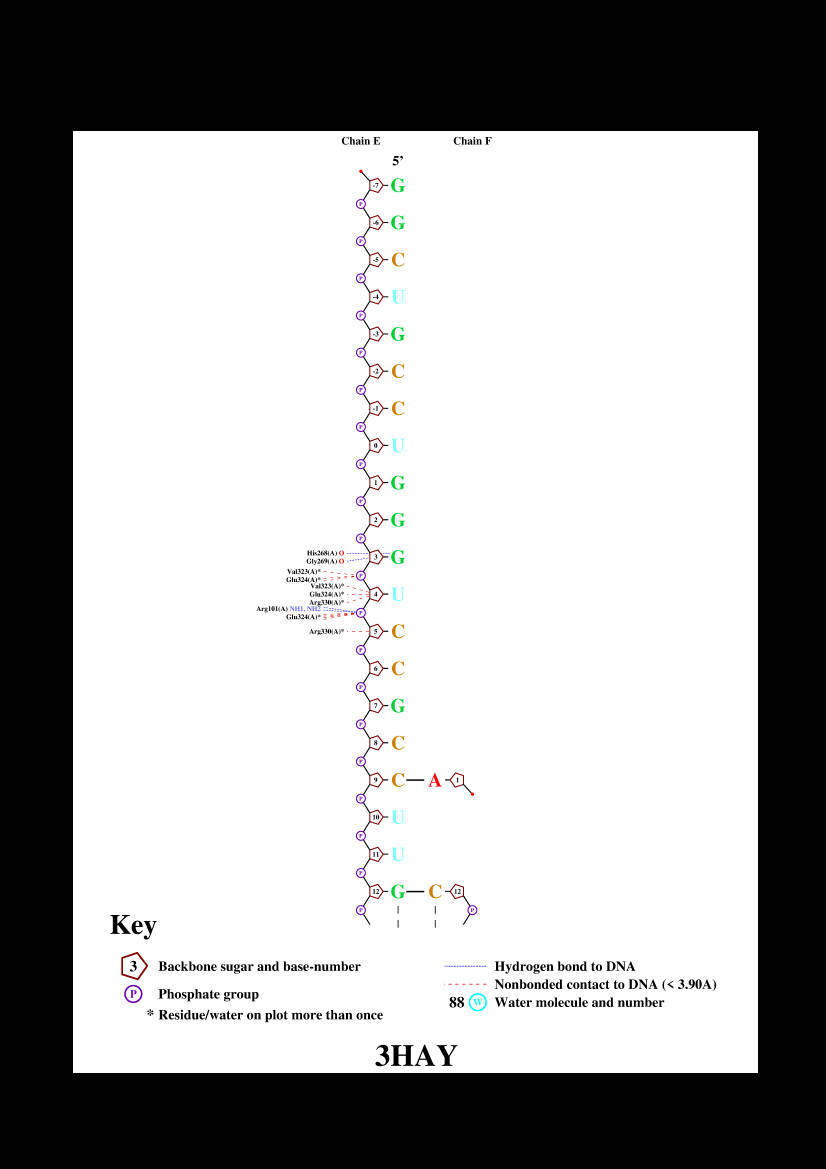 Chain E Chain F
5’
-7 G
P
-6 G
P
-5 C
P
-4 U
P
-3 G
P
-2 C
P
-1 C
P
0 U
P
1 G
P
2 G
P
His268(A) O
3 G
Gly269(A) O
Val323(A)*
P
Glu324(A)*
Val323(A)*
Glu324(A)* 4 U
Arg330(A)*
Arg101(A) NH1, NH2
P
Glu324(A)*
Arg330(A)* 5 C
P
6 C
P
7 G
P
8 C
P
9 C A 1
P
10 U
P
11 U
P
12 G C 12
P P
Key
3 Backbone sugar and base-number
P Phosphate group
* Residue/water on plot more than once
Hydrogen bond to DNA
Nonbonded contact to DNA (< 3.90A)
88 W Water molecule and number
3HAY